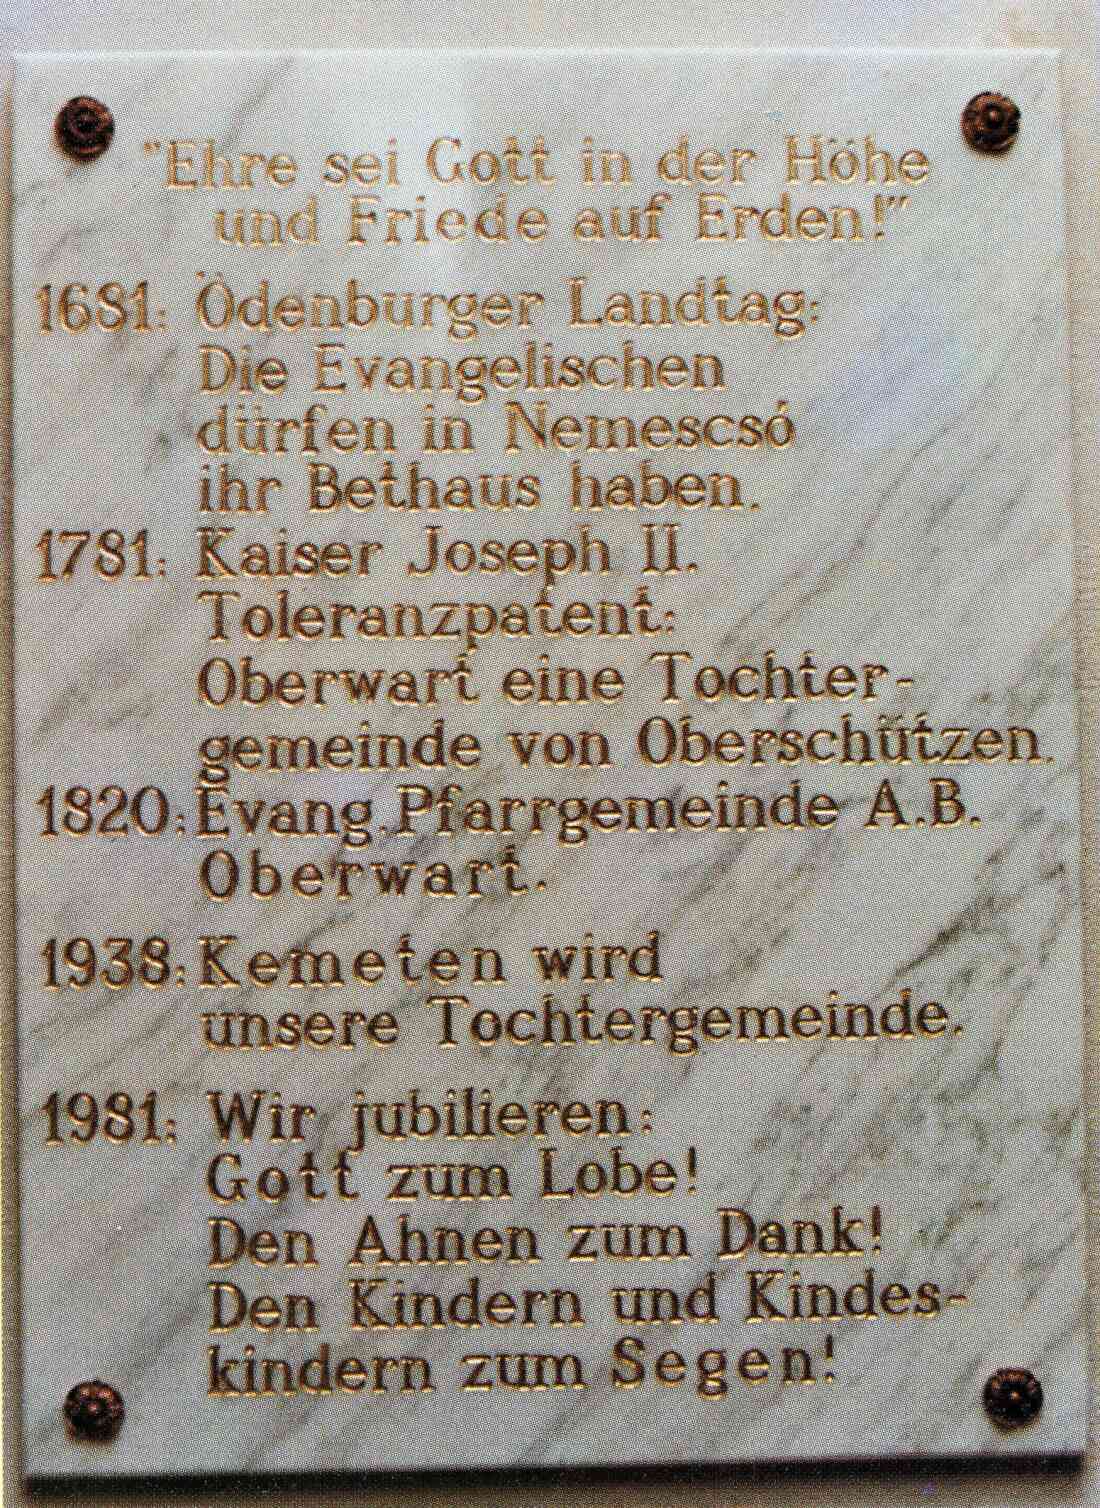 "Ehre sei Gott in der Höhe
und Friede auf Erden!"
1681: Ödenburger Landtag:
Die Evangelischen
dürfen in Nemescsó
ihr Bethaus haben.
1781: Kaiser Joseph II.
Toleranzpatent:
Oberwart eine Tochter-
gemeinde von Oberschützen.
1820: Evang. Pfarrgemeinde A.B.
Oberwart.
1938: Kemeten wird
unsere Tochtergemeinde.
1981: Wir jubilieren:
Gott zum Lobe!
Den Ahnen zum Dank!
Den Kindern und Kindes-
kindern zum Segen!